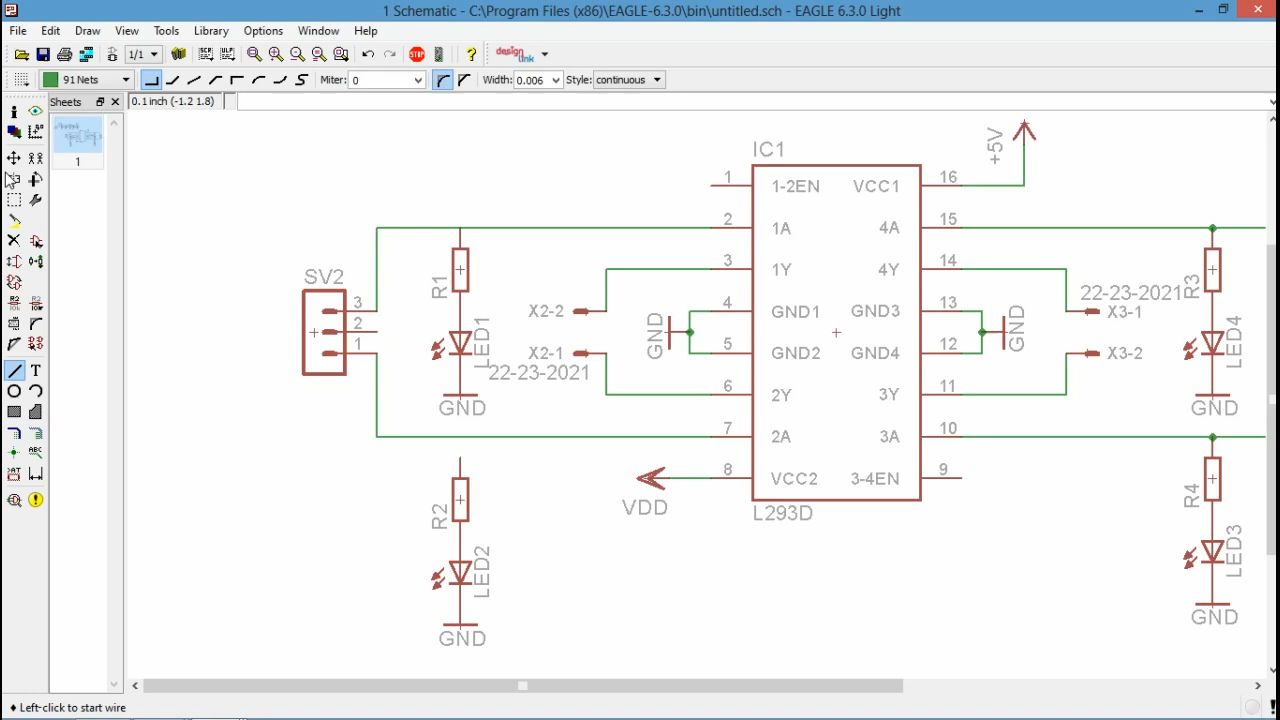 1 Schematic - C:\Program Files (x86)\EAGLE-6.3.0\bin\untitled.sch - EAGLE 6.3.0 Light
File Edit Draw View Tools Library Options Window Help
1/1 SCR ULP STOP ? design link
91 Nets Miter: 0 Width: 0.006 Style: continuous
Sheets
0.1 inch (-1.2 1.8)
1
T
ABC
IC1
+5V
1 1-2EN VCC1 16
2 1A 4A 15
3 1Y 4Y 14
4 GND1 GND3 13
5 GND2 GND4 12
6 2Y 3Y 11
7 2A 3A 10
8 VCC2 3-4EN 9
L293D
SV2
3
2
1
R1
LED1
GND
X2-2
X2-1
22-23-2021
GND
GND
22-23-2021
X3-1
X3-2
R3
LED4
GND
VDD
R2
LED2
GND
R4
LED3
GND
Left-click to start wire